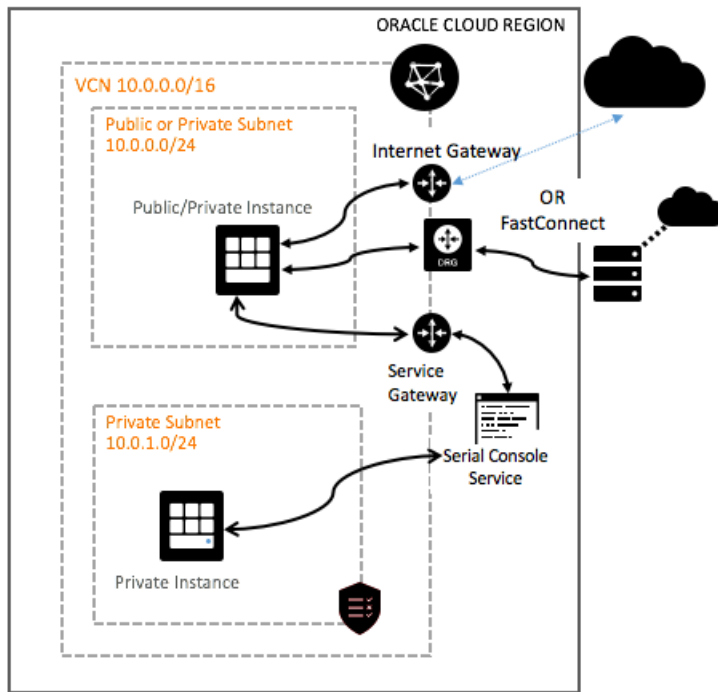 ORACLE CLOUD REGION
VCN 10.0.0.0/16
Public or Private Subnet
10.0.0.0/24
Internet Gateway
Public/Private Instance
OR
FastConnect
DRG
Service
Gateway
Private Subnet
10.0.1.0/24
Serial Console
Service
Private Instance